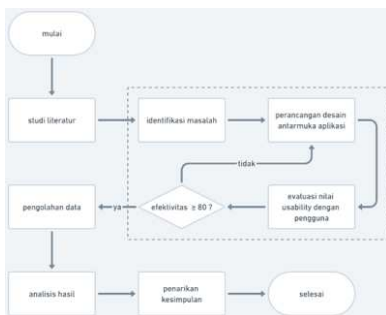 mulai
studi literatur
identifikasi masalah
perancangan desain
antarmuka aplikasi
tidak
pengolahan data
ya
efektivitas ≥ 80 ?
evaluasi nilai
usability dengan
pengguna
analisis hasil
penarikan
kesimpulan
selesai